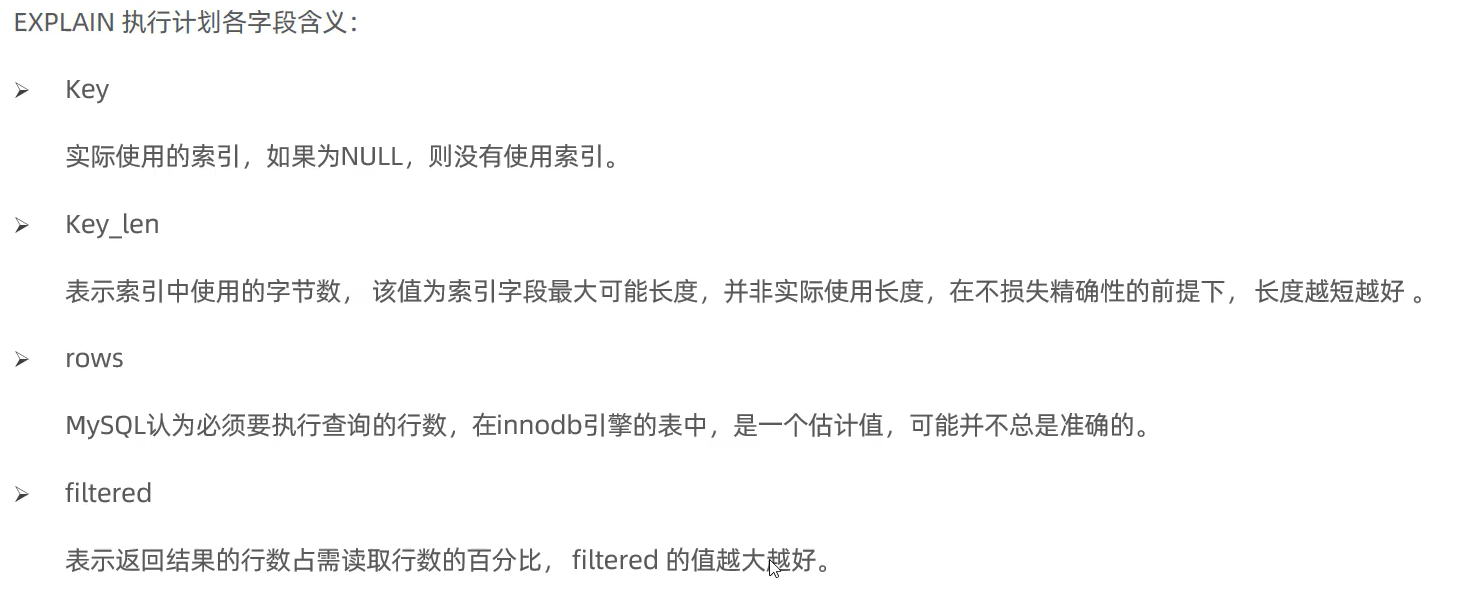 EXPLAIN 执行计划各字段含义：
➢ Key
实际使用的索引，如果为NULL，则没有使用索引。
➢ Key_len
表示索引中使用的字节数， 该值为索引字段最大可能长度，并非实际使用长度，在不损失精确性的前提下， 长度越短越好 。
➢ rows
MySQL认为必须要执行查询的行数，在innodb引擎的表中，是一个估计值，可能并不总是准确的。
➢ filtered
表示返回结果的行数占需读取行数的百分比， filtered 的值越大越好。